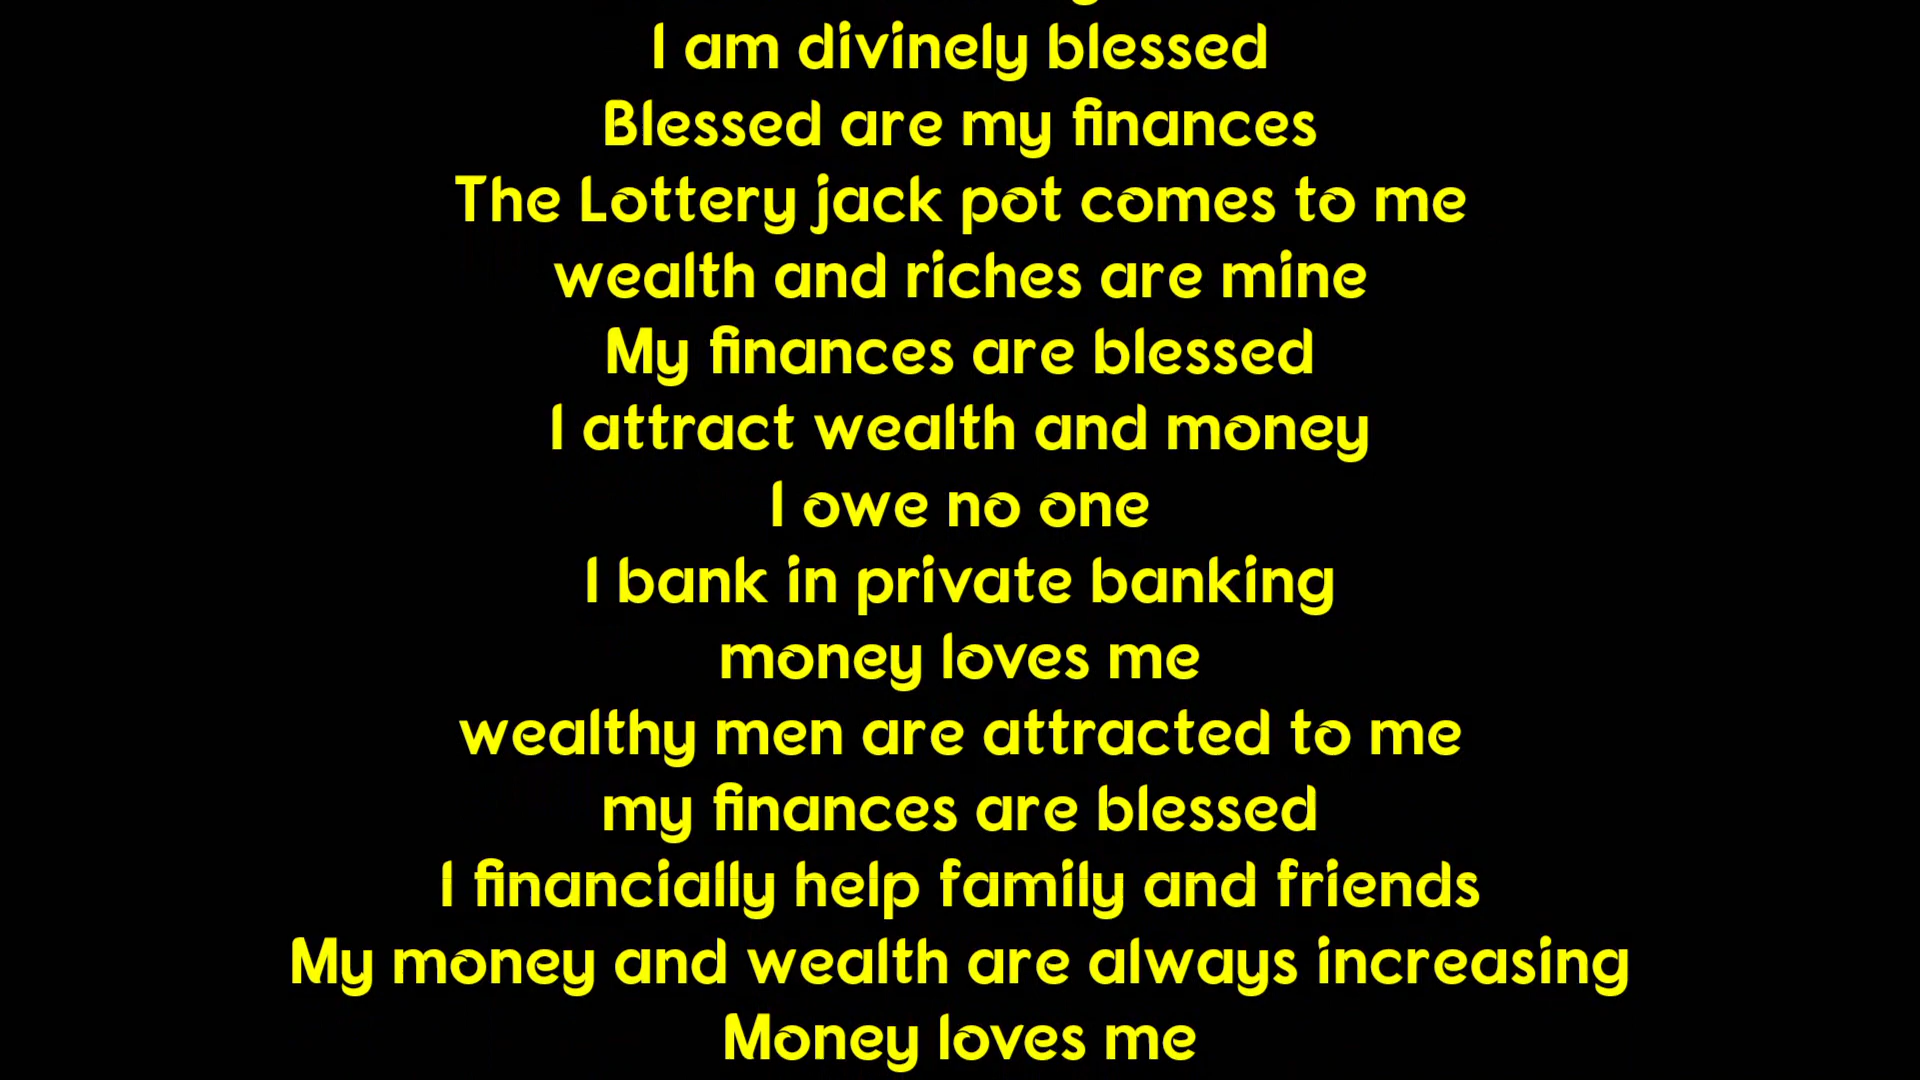 I am divinely blessed
Blessed are my finances
The Lottery jack pot comes to me
wealth and riches are mine
My finances are blessed
I attract wealth and money
I owe no one
I bank in private banking
money loves me
wealthy men are attracted to me
my finances are blessed
I financially help family and friends
My money and wealth are always increasing
Money loves me